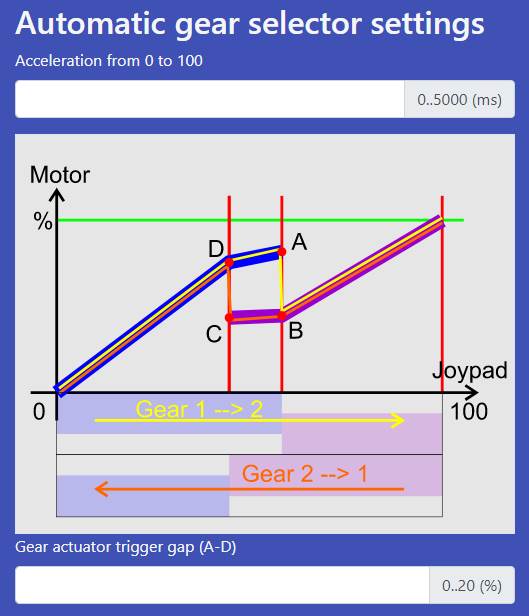 Automatic gear selector settings
Acceleration from 0 to 100
0..5000 (ms)
Motor
%
D
A
C
B
Joypad
0
100
Gear 1 --> 2
Gear 2 --> 1
Gear actuator trigger gap (A-D)
0..20 (%)